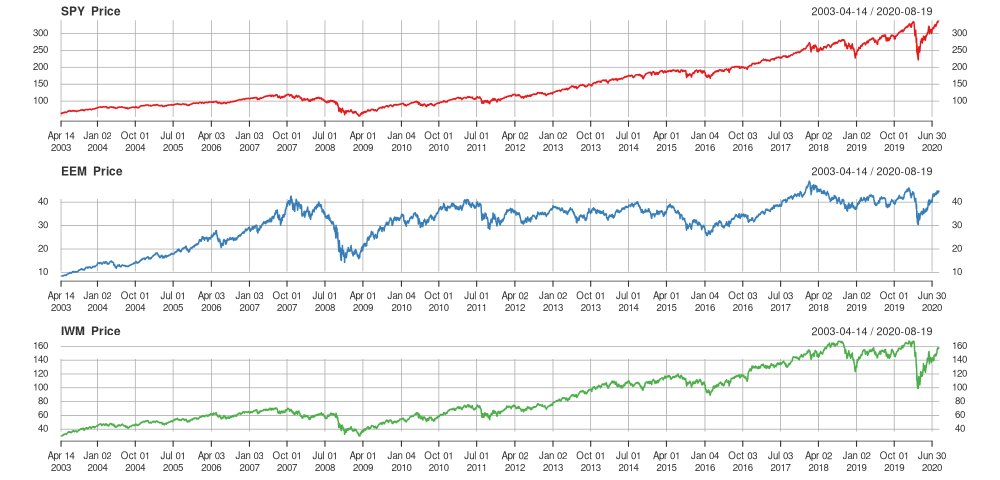 SPY Price 2003-04-14 / 2020-08-19
300 300
250 250
200 200
150 150
100 100
Apr 14 Jan 02 Oct 01 Jul 01 Apr 03 Jan 03 Oct 01 Jul 01 Apr 01 Jan 04 Oct 01 Jul 01 Apr 02 Jan 02 Oct 01 Jul 01 Apr 01 Jan 04 Oct 03 Jul 03 Apr 02 Jan 02 Oct 01 Jun 30
2003 2004 2004 2005 2006 2007 2007 2008 2009 2010 2010 2011 2012 2013 2013 2014 2015 2016 2016 2017 2018 2019 2019 2020
EEM Price 2003-04-14 / 2020-08-19
40 40
30 30
20 20
10 10
Apr 14 Jan 02 Oct 01 Jul 01 Apr 03 Jan 03 Oct 01 Jul 01 Apr 01 Jan 04 Oct 01 Jul 01 Apr 02 Jan 02 Oct 01 Jul 01 Apr 01 Jan 04 Oct 03 Jul 03 Apr 02 Jan 02 Oct 01 Jun 30
2003 2004 2004 2005 2006 2007 2007 2008 2009 2010 2010 2011 2012 2013 2013 2014 2015 2016 2016 2017 2018 2019 2019 2020
IWM Price 2003-04-14 / 2020-08-19
160 160
140 140
120 120
100 100
80 80
60 60
40 40
Apr 14 Jan 02 Oct 01 Jul 01 Apr 03 Jan 03 Oct 01 Jul 01 Apr 01 Jan 04 Oct 01 Jul 01 Apr 02 Jan 02 Oct 01 Jul 01 Apr 01 Jan 04 Oct 03 Jul 03 Apr 02 Jan 02 Oct 01 Jun 30
2003 2004 2004 2005 2006 2007 2007 2008 2009 2010 2010 2011 2012 2013 2013 2014 2015 2016 2016 2017 2018 2019 2019 2020